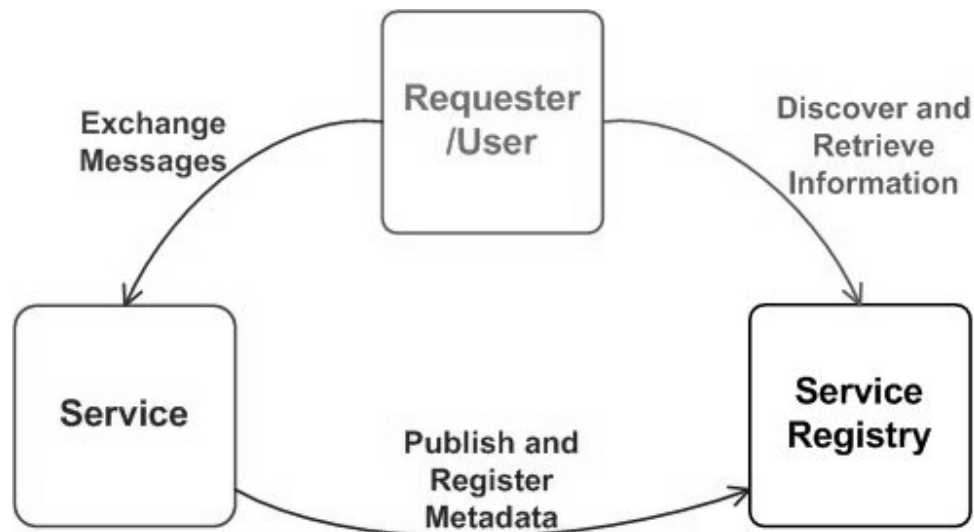 Requester
/User
Exchange
Messages
Discover and
Retrieve
Information
Service
Service
Registry
Publish and
Register
Metadata